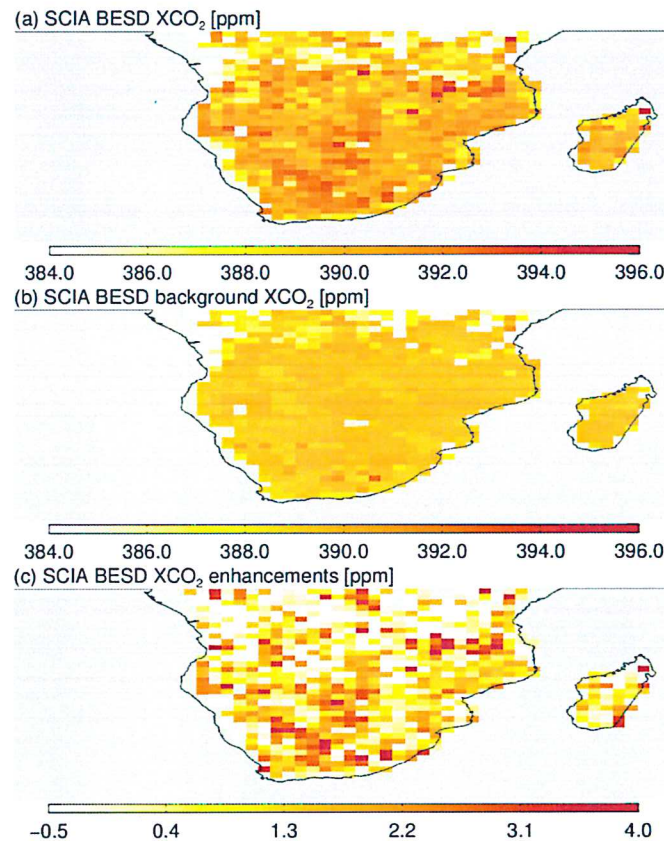 (a) SCIA BESD XCO₂ [ppm]
384.0 386.0 388.0 390.0 392.0 394.0 396.0
(b) SCIA BESD background XCO₂ [ppm]
384.0 386.0 388.0 390.0 392.0 394.0 396.0
(c) SCIA BESD XCO₂ enhancements [ppm]
−0.5 0.4 1.3 2.2 3.1 4.0